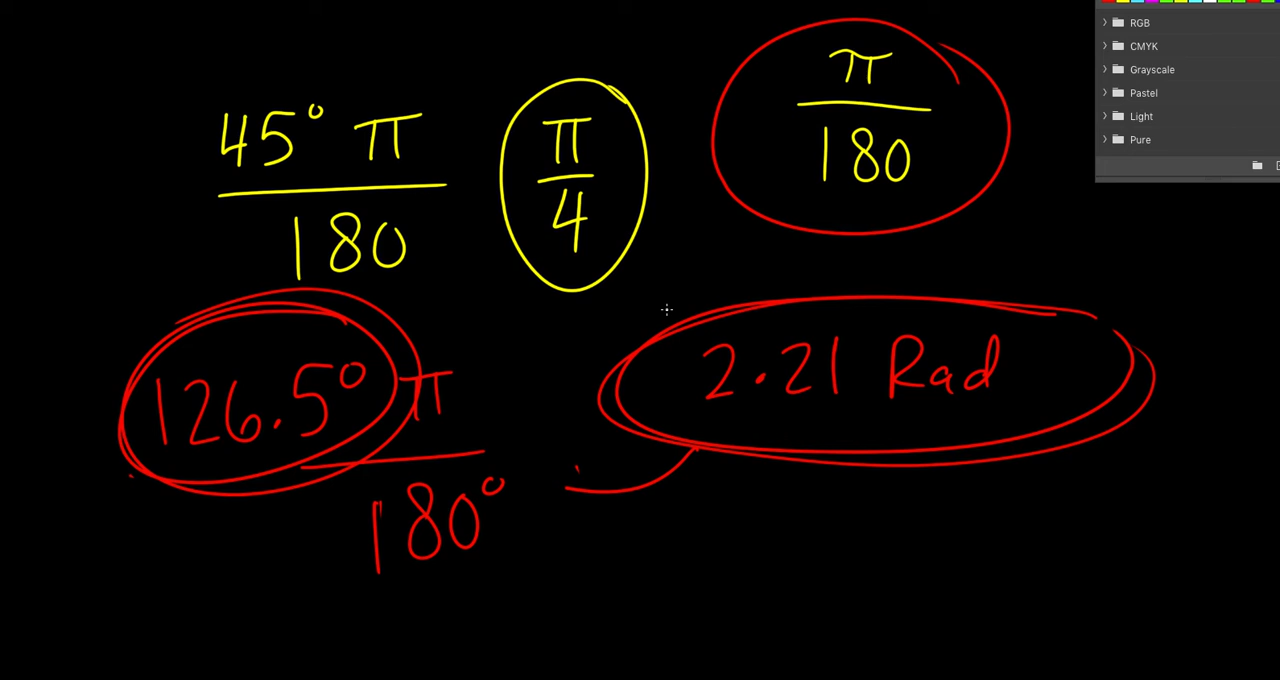 45° π
180
π
4
π
180
126.5° π
180°
2.21 Rad
RGB
CMYK
Grayscale
Pastel
Light
Pure